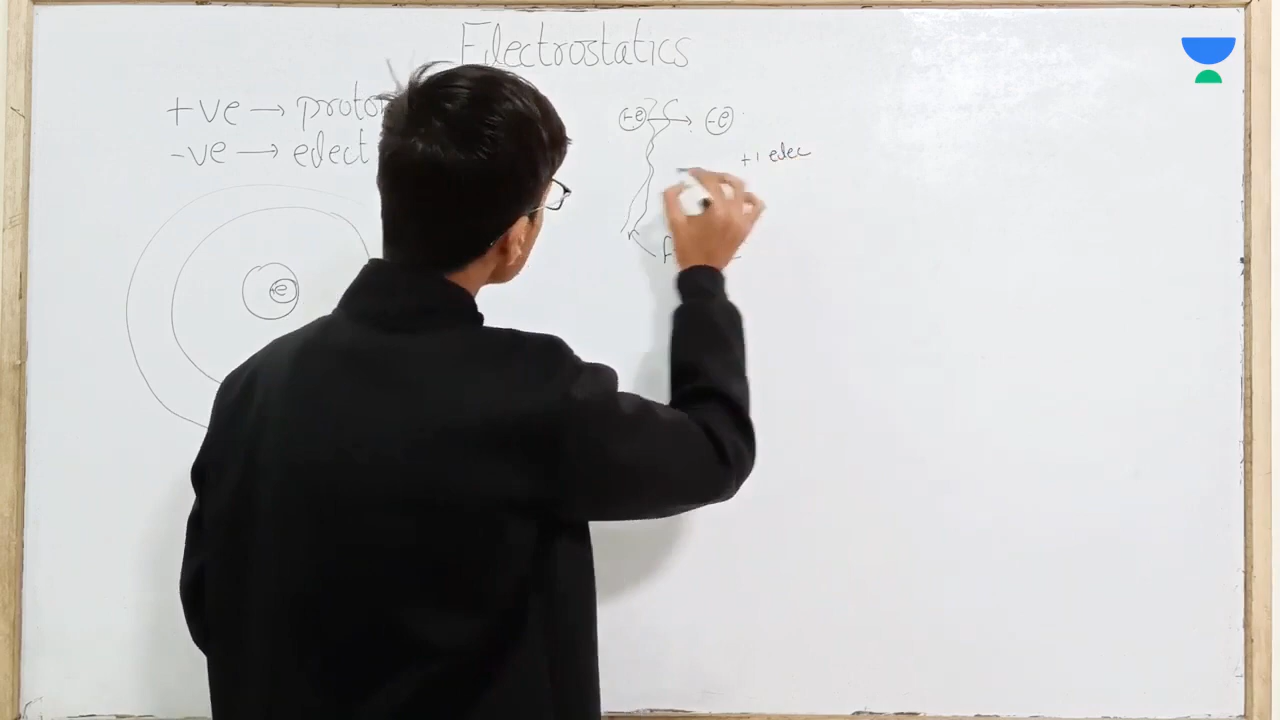 Electrostatics
+ve → proto
-ve → elect
+e → -e
+1 elec
+e